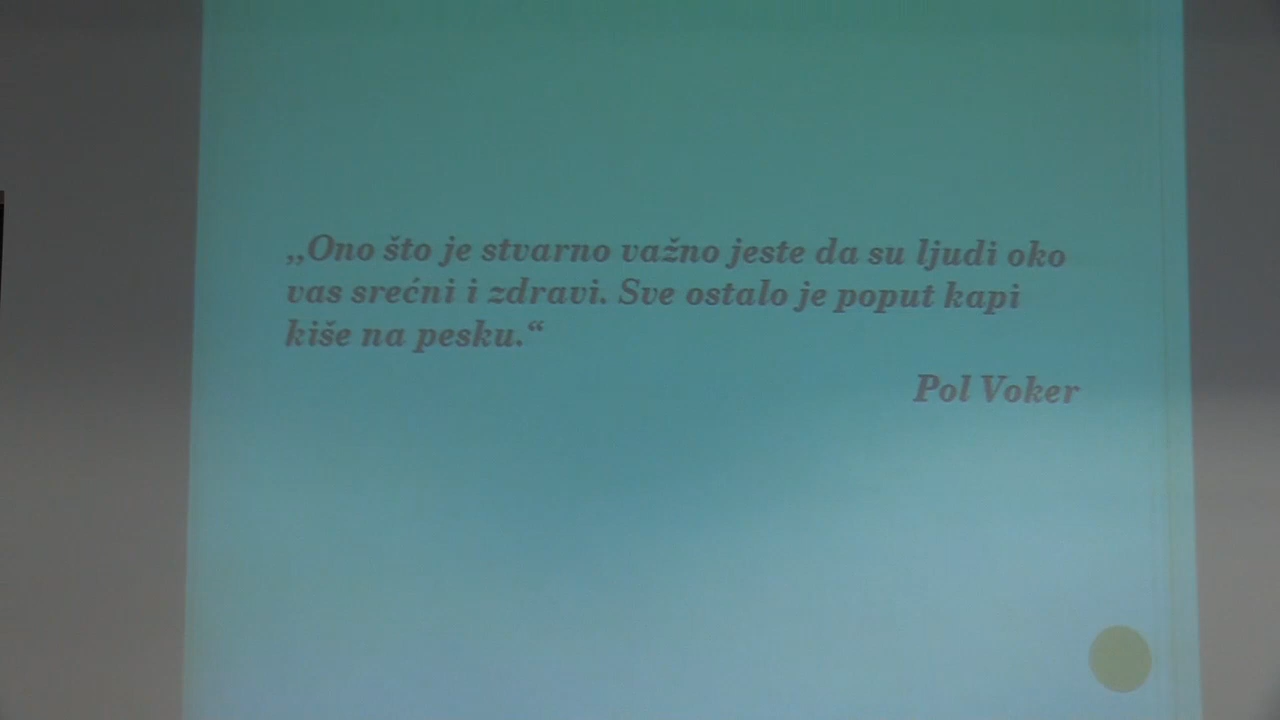 „Ono što je stvarno važno jeste da su ljudi oko
vas srećni i zdravi. Sve ostalo je poput kapi
kiše na pesku.“
Pol Voker